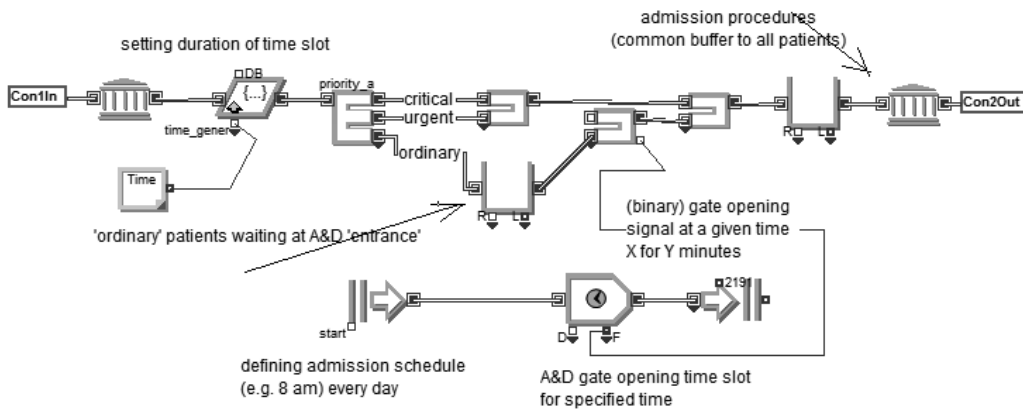 admission procedures
(common buffer to all patients)
setting duration of time slot
DB
{...}
priority_a
Con1In
critical
Con2Out
urgent
time_gener
R
L
ordinary
Time
R
L
(binary) gate opening
signal at a given time
X for Y minutes
'ordinary' patients waiting at A&D 'entrance'
2191
start
D
F
defining admission schedule
(e.g. 8 am) every day
A&D gate opening time slot
for specified time